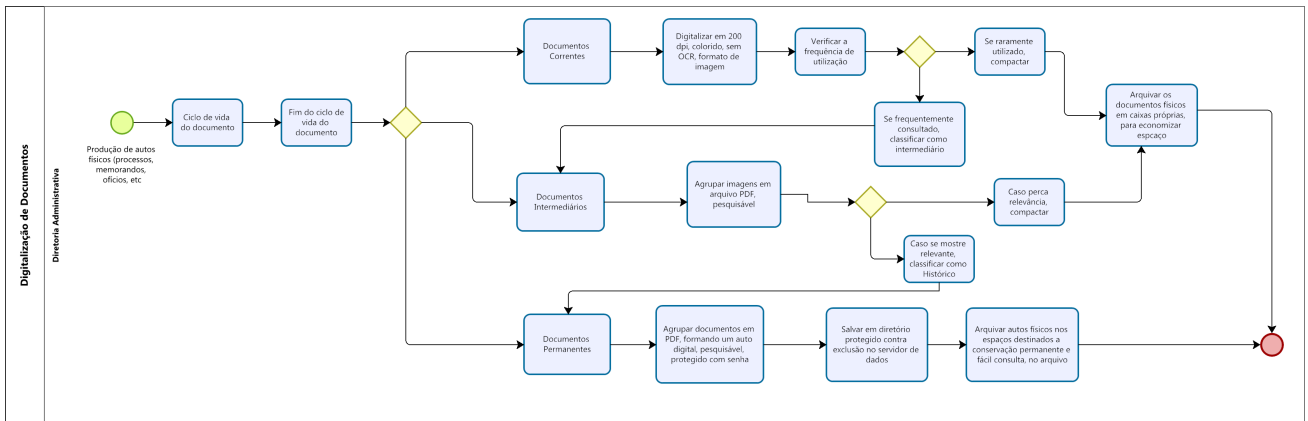 Digitalização de Documentos
Diretoria Administrativa
Produção de autos
físicos (processos,
memorandos,
ofícios, etc
Ciclo de vida
do documento
Fim do ciclo de
vida do
documento
Documentos
Correntes
Digitalizar em 200
dpi, colorido, sem
OCR, formato de
imagem
Verificar a
frequência de
utilização
Se raramente
utilizado,
compactar
Se frequentemente
consultado,
classificar como
intermediário
Arquivar os
documentos físicos
em caixas próprias,
para economizar
espcaço
Documentos
Intermediários
Agrupar imagens em
arquivo PDF,
pesquisável
Caso perca
relevância,
compactar
Caso se mostre
relevante,
classificar como
Histórico
Documentos
Permanentes
Agrupar documentos em
PDF, formando um auto
digital, pesquisável,
protegido com senha
Salvar em diretório
protegido contra
exclusão no servidor de
dados
Arquivar autos fisicos nos
espaços destinados a
conservação permanente e
fácil consulta, no arquivo